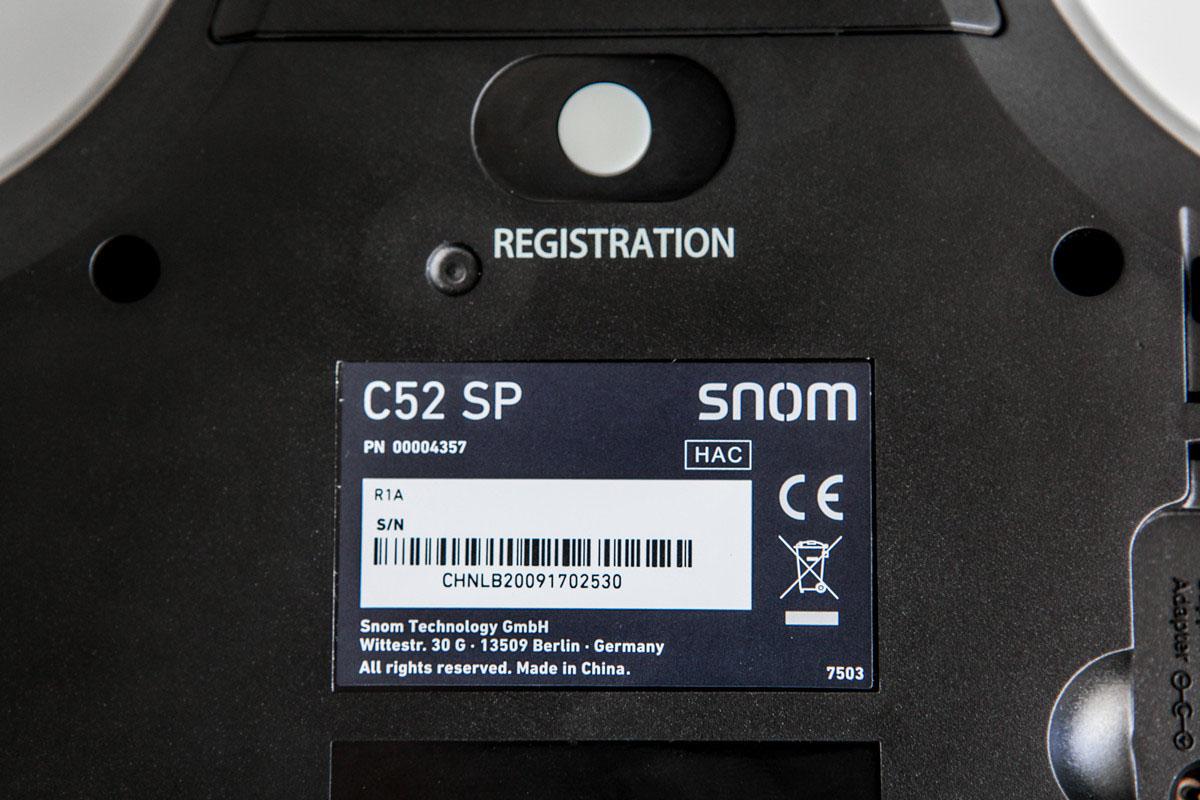 REGISTRATION
C52 SP
snom
PN 00004357
HAC
R1A
CE
S/N
CHNLB20091702530
Snom Technology GmbH
Wittestr. 30 G · 13509 Berlin · Germany
All rights reserved. Made in China.
7503
Adapter